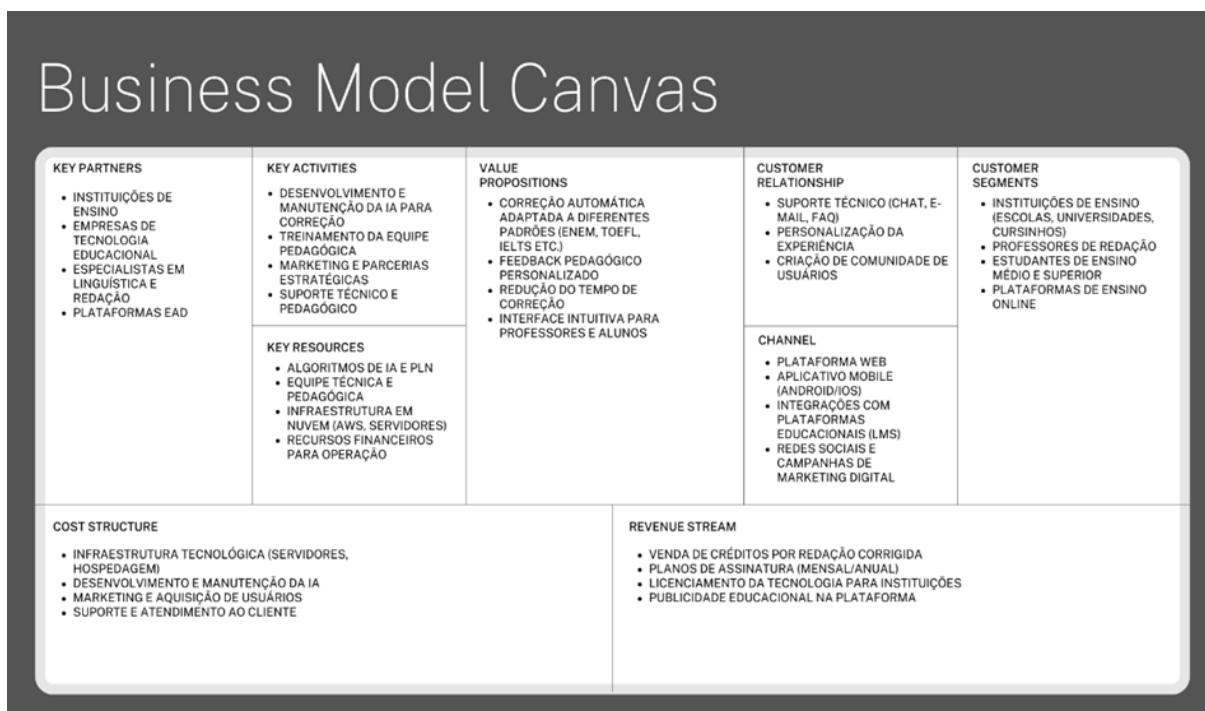 Business Model Canvas
KEY PARTNERS
• INSTITUIÇÕES DE
ENSINO
• EMPRESAS DE
TECNOLOGIA
EDUCACIONAL
• ESPECIALISTAS EM
LINGUÍSTICA E
REDAÇÃO
• PLATAFORMAS EAD
KEY ACTIVITIES
• DESENVOLVIMENTO E
MANUTENÇÃO DA IA PARA
CORREÇÃO
• TREINAMENTO DA EQUIPE
PEDAGÓGICA
• MARKETING E PARCERIAS
ESTRATÉGICAS
• SUPORTE TÉCNICO E
PEDAGÓGICO
KEY RESOURCES
• ALGORITMOS DE IA E PLN
• EQUIPE TÉCNICA E
PEDAGÓGICA
• INFRAESTRUTURA EM
NUVEM (AWS, SERVIDORES)
• RECURSOS FINANCEIROS
PARA OPERAÇÃO
VALUE
PROPOSITIONS
• CORREÇÃO AUTOMÁTICA
ADAPTADA A DIFERENTES
PADRÕES (ENEM, TOEFL,
IELTS ETC.)
• FEEDBACK PEDAGÓGICO
PERSONALIZADO
• REDUÇÃO DO TEMPO DE
CORREÇÃO
• INTERFACE INTUITIVA PARA
PROFESSORES E ALUNOS
CUSTOMER
RELATIONSHIP
• SUPORTE TÉCNICO (CHAT, E-
MAIL, FAQ)
• PERSONALIZAÇÃO DA
EXPERIÊNCIA
• CRIAÇÃO DE COMUNIDADE DE
USUÁRIOS
CHANNEL
• PLATAFORMA WEB
• APLICATIVO MOBILE
(ANDROID/IOS)
• INTEGRAÇÕES COM
PLATAFORMAS
EDUCACIONAIS (LMS)
• REDES SOCIAIS E
CAMPANHAS DE
MARKETING DIGITAL
CUSTOMER
SEGMENTS
• INSTITUIÇÕES DE ENSINO
(ESCOLAS, UNIVERSIDADES,
CURSINHOS)
• PROFESSORES DE REDAÇÃO
• ESTUDANTES DE ENSINO
MÉDIO E SUPERIOR
• PLATAFORMAS DE ENSINO
ONLINE
COST STRUCTURE
• INFRAESTRUTURA TECNOLÓGICA (SERVIDORES,
HOSPEDAGEM)
• DESENVOLVIMENTO E MANUTENÇÃO DA IA
• MARKETING E AQUISIÇÃO DE USUÁRIOS
• SUPORTE E ATENDIMENTO AO CLIENTE
REVENUE STREAM
• VENDA DE CRÉDITOS POR REDAÇÃO CORRIGIDA
• PLANOS DE ASSINATURA (MENSAL/ANUAL)
• LICENCIAMENTO DA TECNOLOGIA PARA INSTITUIÇÕES
• PUBLICIDADE EDUCACIONAL NA PLATAFORMA